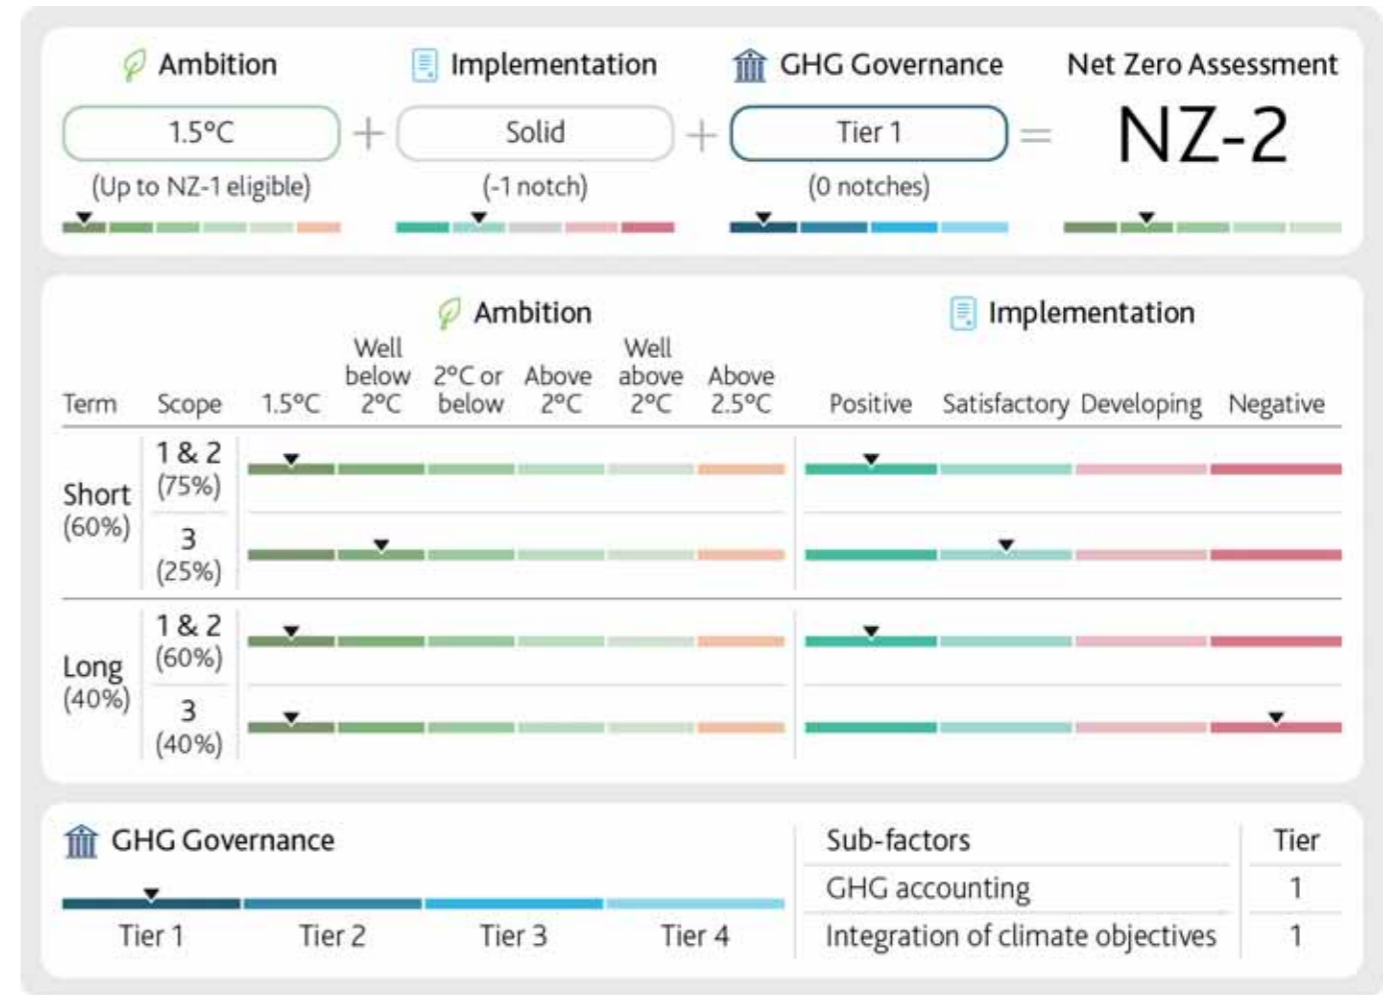 Ambition
Implementation
GHG Governance
Net Zero Assessment
1.5°C
+
Solid
+
Tier 1
=
NZ-2
(Up to NZ-1 eligible)
(-1 notch)
(0 notches)
Ambition
Implementation
Term
Scope
1.5°C
Well
below
2°C
2°C or
below
Above
2°C
Well
above
2°C
Above
2.5°C
Positive
Satisfactory
Developing
Negative
Short
(60%)
1 & 2
(75%)
3
(25%)
Long
(40%)
1 & 2
(60%)
3
(40%)
GHG Governance
Tier 1
Tier 2
Tier 3
Tier 4
Sub-factors
Tier
GHG accounting
1
Integration of climate objectives
1